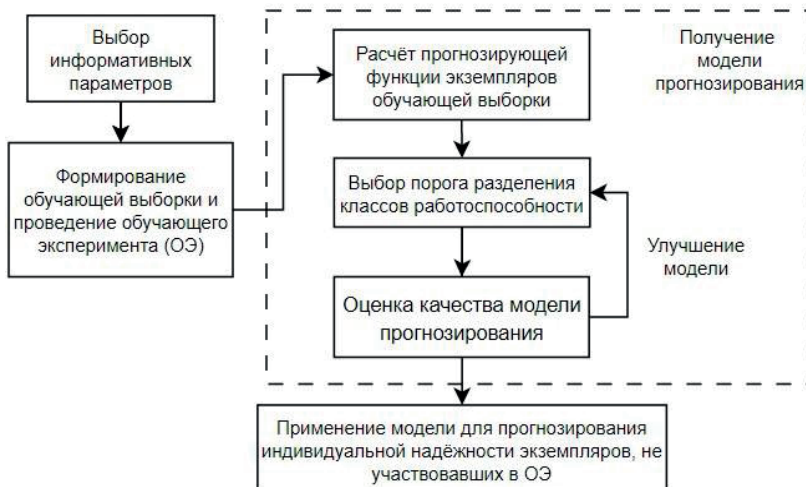 Выбор
информативных
параметров
Формирование
обучающей выборки и
проведение обучающего
эксперимента (ОЭ)
Расчёт прогнозирующей
функции экземпляров
обучающей выборки
Получение
модели
прогнозирования
Выбор порога разделения
классов работоспособности
Улучшение
модели
Оценка качества модели
прогнозирования
Применение модели для прогнозирования
индивидуальной надёжности экземпляров, не
участвовавших в ОЭ